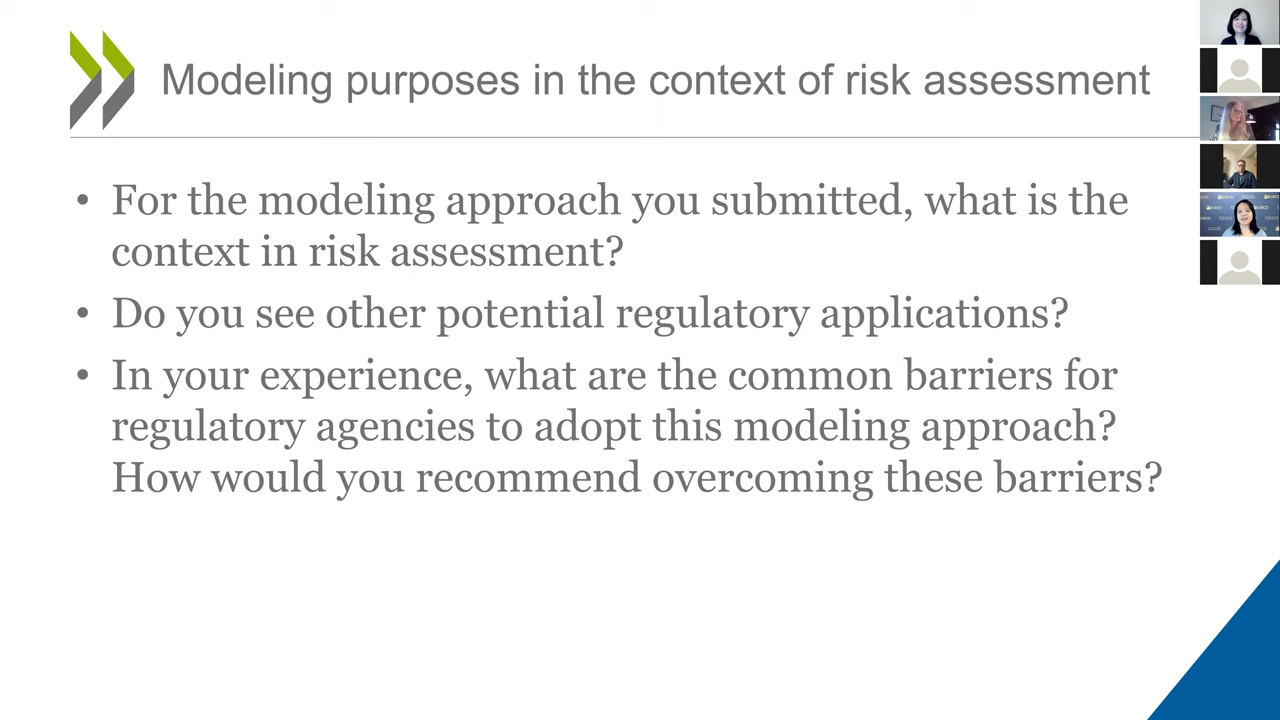 Modeling purposes in the context of risk assessment
• For the modeling approach you submitted, what is the
context in risk assessment?
• Do you see other potential regulatory applications?
• In your experience, what are the common barriers for
regulatory agencies to adopt this modeling approach?
How would you recommend overcoming these barriers?